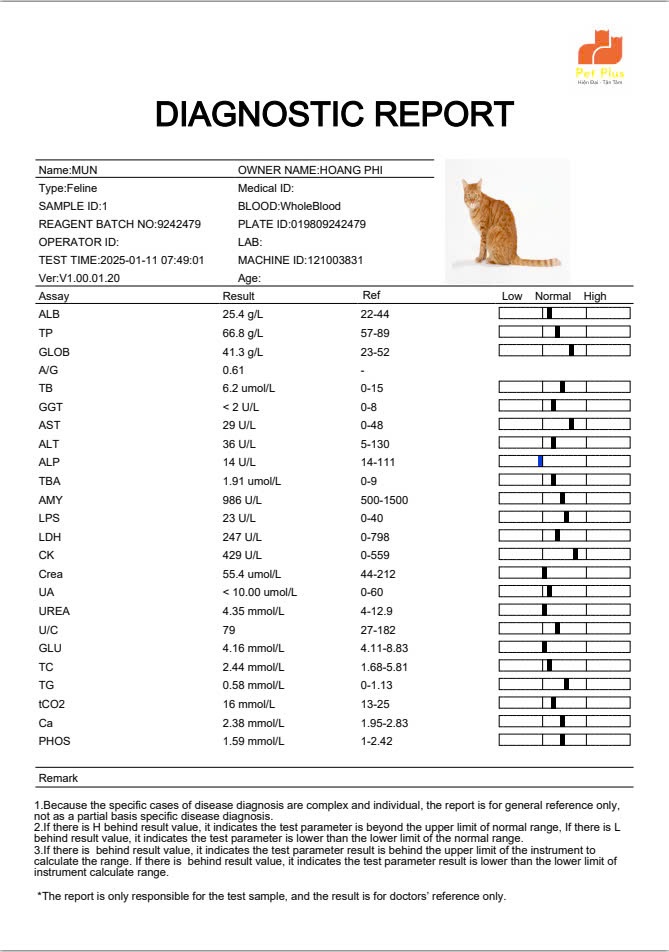 Pet Plus
Hiện Đại - Tận Tâm
DIAGNOSTIC REPORT
Name:MUN OWNER NAME:HOANG PHI
Type:Feline Medical ID:
SAMPLE ID:1 BLOOD:WholeBlood
REAGENT BATCH NO:9242479 PLATE ID:019809242479
OPERATOR ID: LAB:
TEST TIME:2025-01-11 07:49:01 MACHINE ID:121003831
Ver:V1.00.01.20 Age:
Assay Result Ref Low Normal High
ALB 25.4 g/L 22-44
TP 66.8 g/L 57-89
GLOB 41.3 g/L 23-52
A/G 0.61 -
TB 6.2 umol/L 0-15
GGT < 2 U/L 0-8
AST 29 U/L 0-48
ALT 36 U/L 5-130
ALP 14 U/L 14-111
TBA 1.91 umol/L 0-9
AMY 986 U/L 500-1500
LPS 23 U/L 0-40
LDH 247 U/L 0-798
CK 429 U/L 0-559
Crea 55.4 umol/L 44-212
UA < 10.00 umol/L 0-60
UREA 4.35 mmol/L 4-12.9
U/C 79 27-182
GLU 4.16 mmol/L 4.11-8.83
TC 2.44 mmol/L 1.68-5.81
TG 0.58 mmol/L 0-1.13
tCO2 16 mmol/L 13-25
Ca 2.38 mmol/L 1.95-2.83
PHOS 1.59 mmol/L 1-2.42
Remark
1.Because the specific cases of disease diagnosis are complex and individual, the report is for general reference only,
not as a partial basis specific disease diagnosis.
2.If there is H behind result value, it indicates the test parameter is beyond the upper limit of normal range, If there is L
behind result value, it indicates the test parameter is lower than the lower limit of the normal range.
3.If there is  behind result value, it indicates the test parameter result is behind the upper limit of the instrument to
calculate the range. If there is  behind result value, it indicates the test parameter result is lower than the lower limit of
instrument calculate range.
*The report is only responsible for the test sample, and the result is for doctors' reference only.